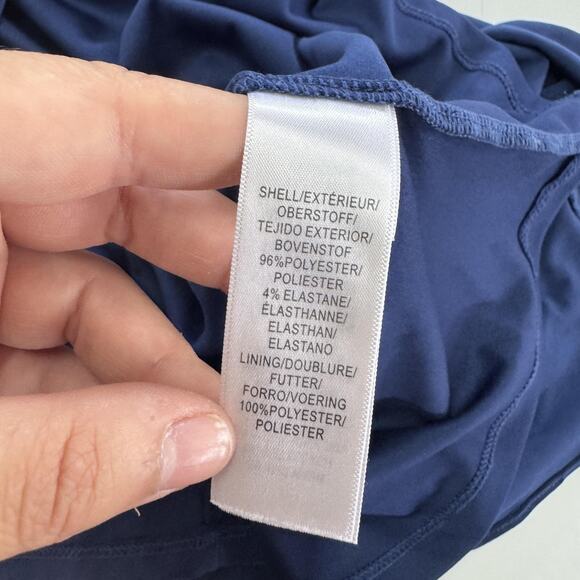 SHELL/EXTÉRIEUR/
OBERSTOFF/
TEJIDO EXTERIOR/
BOVENSTOF
96%POLYESTER/
POLIESTER
4% ELASTANE/
ÉLASTHANNE/
ELASTHAN/
ELASTANO
LINING/DOUBLURE/
FUTTER/
FORRO/VOERING
100%POLYESTER/
POLIESTER